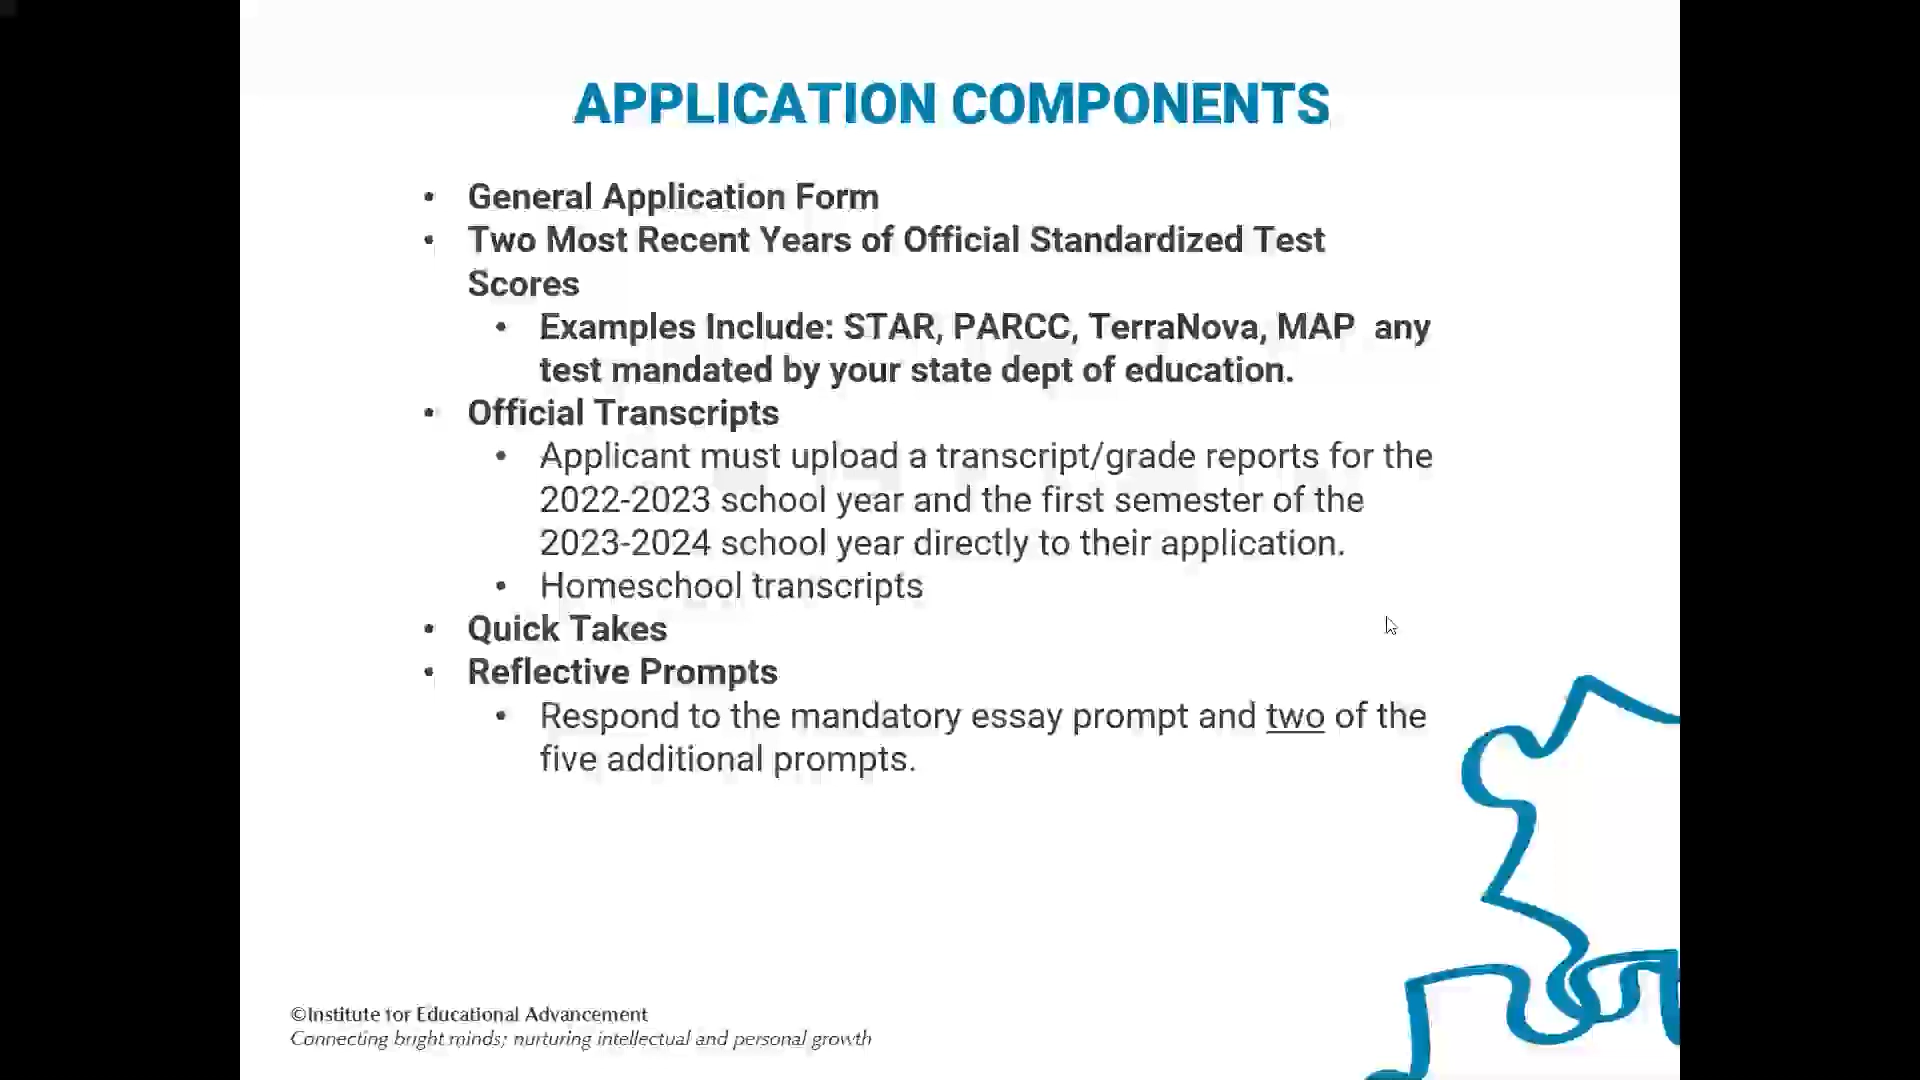 APPLICATION COMPONENTS
• General Application Form
• Two Most Recent Years of Official Standardized Test
Scores
• Examples Include: STAR, PARCC, TerraNova, MAP  any
test mandated by your state dept of education.
• Official Transcripts
• Applicant must upload a transcript/grade reports for the
2022-2023 school year and the first semester of the
2023-2024 school year directly to their application.
• Homeschool transcripts
• Quick Takes
• Reflective Prompts
• Respond to the mandatory essay prompt and two of the
five additional prompts.
©Institute for Educational Advancement
Connecting bright minds; nurturing intellectual and personal growth